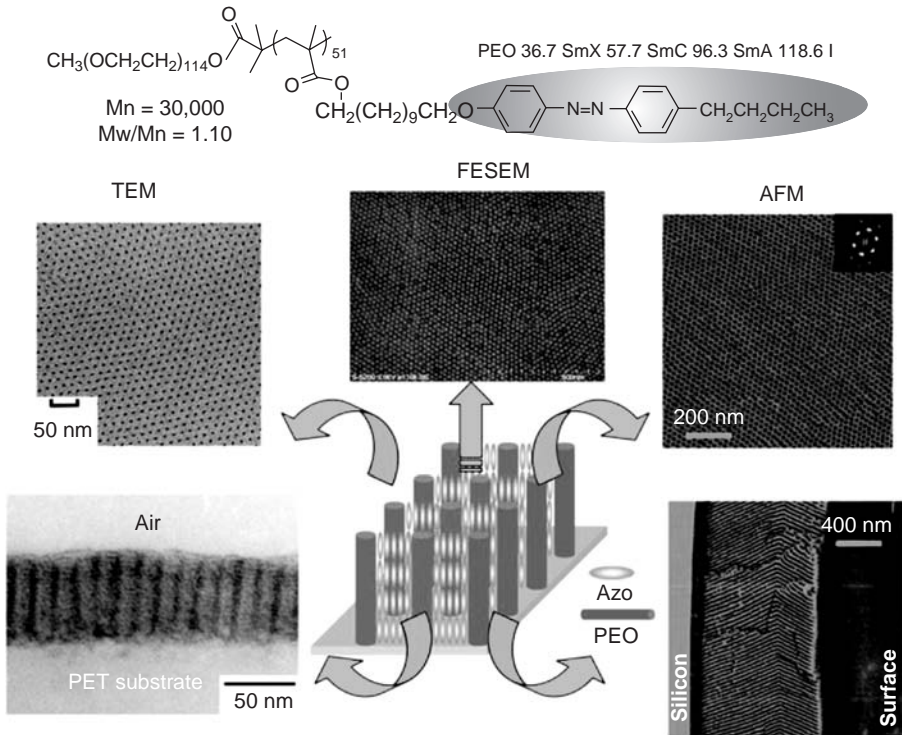 PEO 36.7 SmX 57.7 SmC 96.3 SmA 118.6 I
CH3(OCH2CH2)114O
O
51
O
O
OCH2(CH2)9CH2O
N=N
CH2CH2CH2CH3
Mn = 30,000
Mw/Mn = 1.10
TEM
FESEM
AFM
50 nm
200 nm
Air
PET substrate
50 nm
Azo
PEO
400 nm
Silicon
Surface